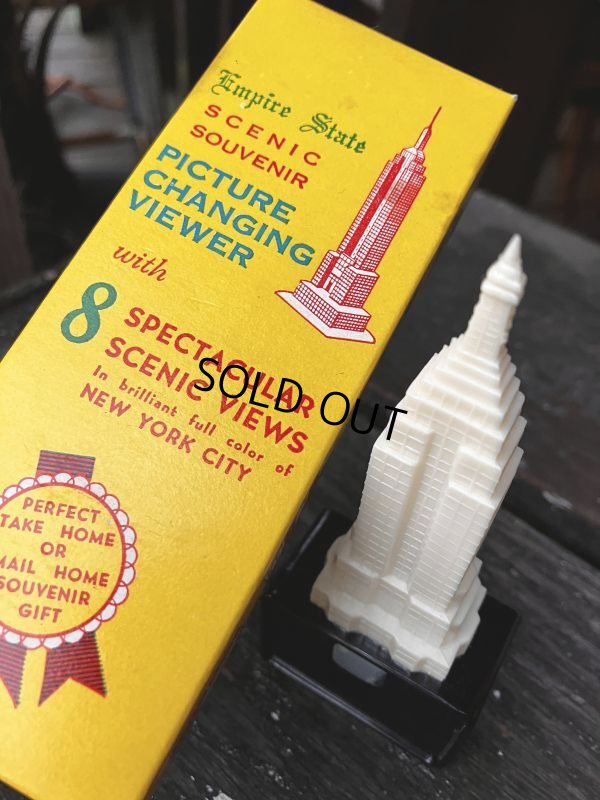 Empire State
SCENIC
SOUVENIR
PICTURE
CHANGING
VIEWER
with
8
SPECTACULAR
SCENIC VIEWS
In brilliant full color of
NEW YORK CITY
PERFECT
TAKE HOME
OR
MAIL HOME
SOUVENIR
GIFT
SOLD OUT